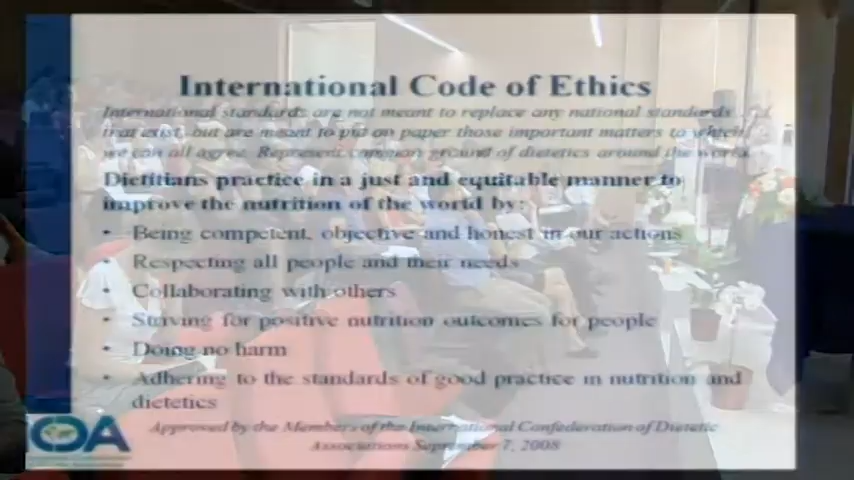 International Code of Ethics
International standards are not meant to replace any national standards
that exist, but are meant to put on paper those important matters to which
we can all agree. Represent common ground of dietetics around the world.
Dietitians practice in a just and equitable manner to
improve the nutrition of the world by:
• Being competent, objective and honest in our actions
• Respecting all people and their needs
• Collaborating with others
• Striving for positive nutrition outcomes for people
• Doing no harm
• Adhering to the standards of good practice in nutrition and
dietetics
Approved by the Members of the International Confederation of Dietetic
Associations September 7, 2008